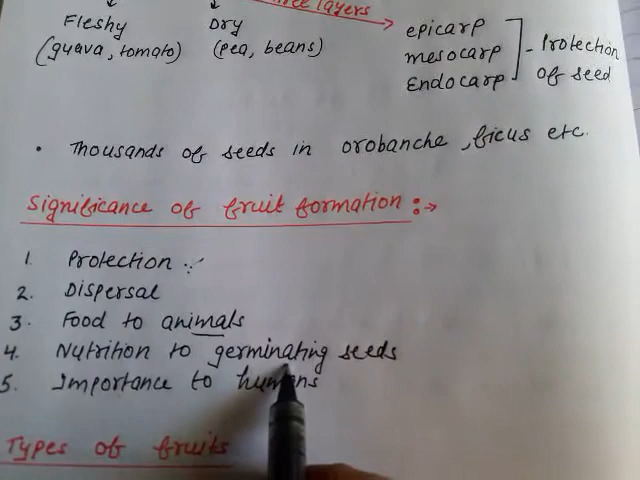 three layers
Fleshy Dry epicarp
(guava, tomato) (pea, beans) mesocarp - Protection
Endocarp of seed
• Thousands of seeds in orobanche, ficus etc.
Significance of fruit formation :→
1. Protection
2. Dispersal
3. Food to animals
4. Nutrition to germinating seeds
5. Importance to humans
Types of fruits